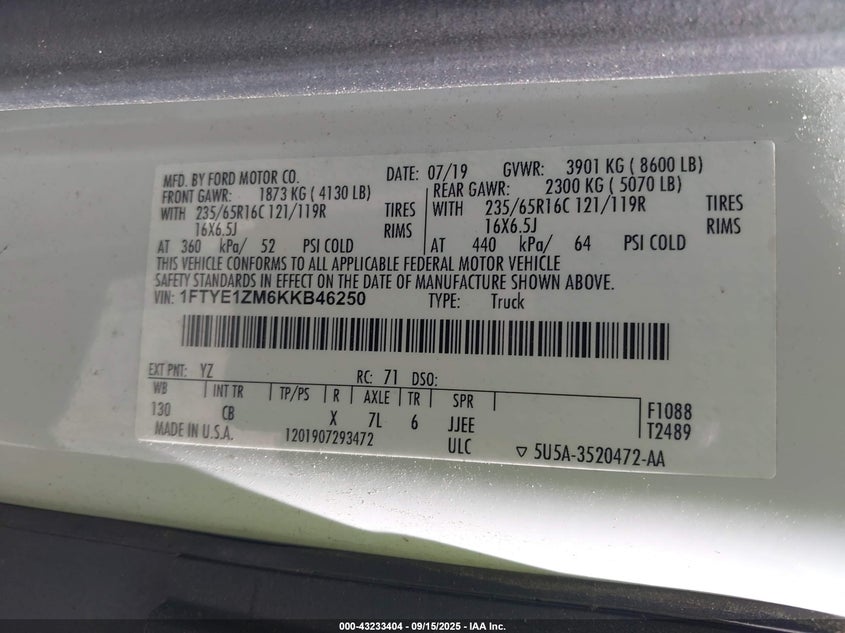 MFD. BY FORD MOTOR CO. DATE: 07/19 GVWR: 3901 KG ( 8600 LB)
FRONT GAWR: 1873 KG ( 4130 LB) REAR GAWR: 2300 KG ( 5070 LB)
WITH 235/65R16C 121/119R TIRES WITH 235/65R16C 121/119R TIRES
16X6.5J RIMS 16X6.5J RIMS
AT 360 kPa/ 52 PSI COLD AT 440 kPa/ 64 PSI COLD
THIS VEHICLE CONFORMS TO ALL APPLICABLE FEDERAL MOTOR VEHICLE
SAFETY STANDARDS IN EFFECT ON THE DATE OF MANUFACTURE SHOWN ABOVE.
VIN: 1FTYE1ZM6KKB46250 TYPE: Truck
EXT PNT: YZ RC: 71 DSO:
WB INT TR TP/PS R AXLE TR SPR
130 CB X 7L 6 JJEE F1088
MADE IN U.S.A. 1201907293472 ULC T2489
▽ 5U5A-3520472-AA
000-43233404 - 09/15/2025 - IAA Inc.